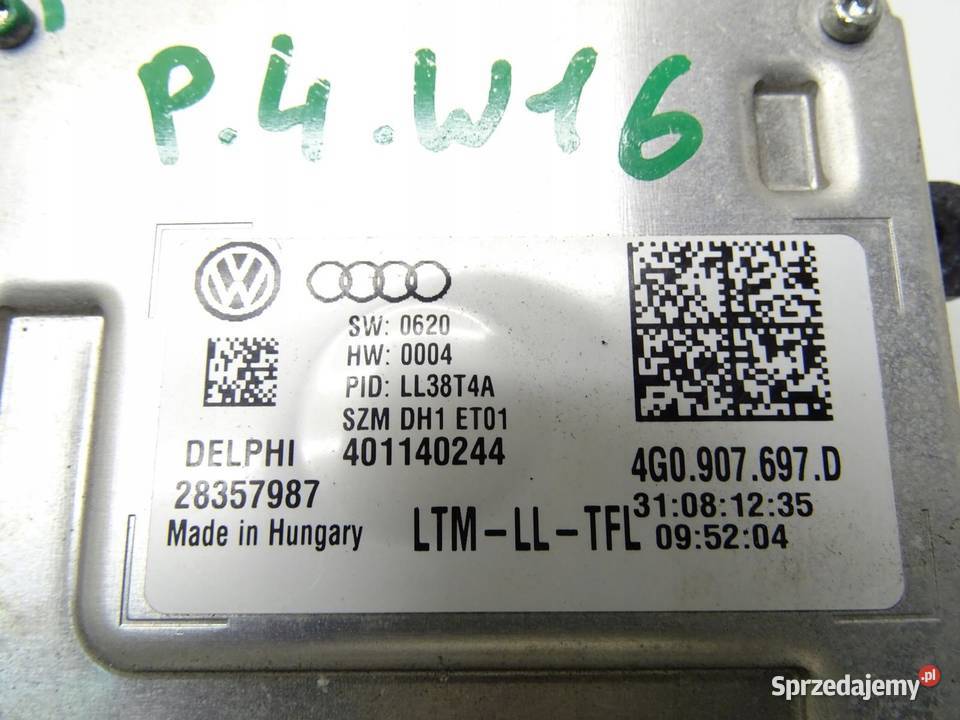 P.4.W16
SW: 0620
HW: 0004
PID: LL38T4A
SZM DH1 ET01
DELPHI 401140244
28357987
Made in Hungary
LTM-LL-TFL
4G0.907.697.D
31:08:12:35
09:52:04
Sprzedajemy.pl